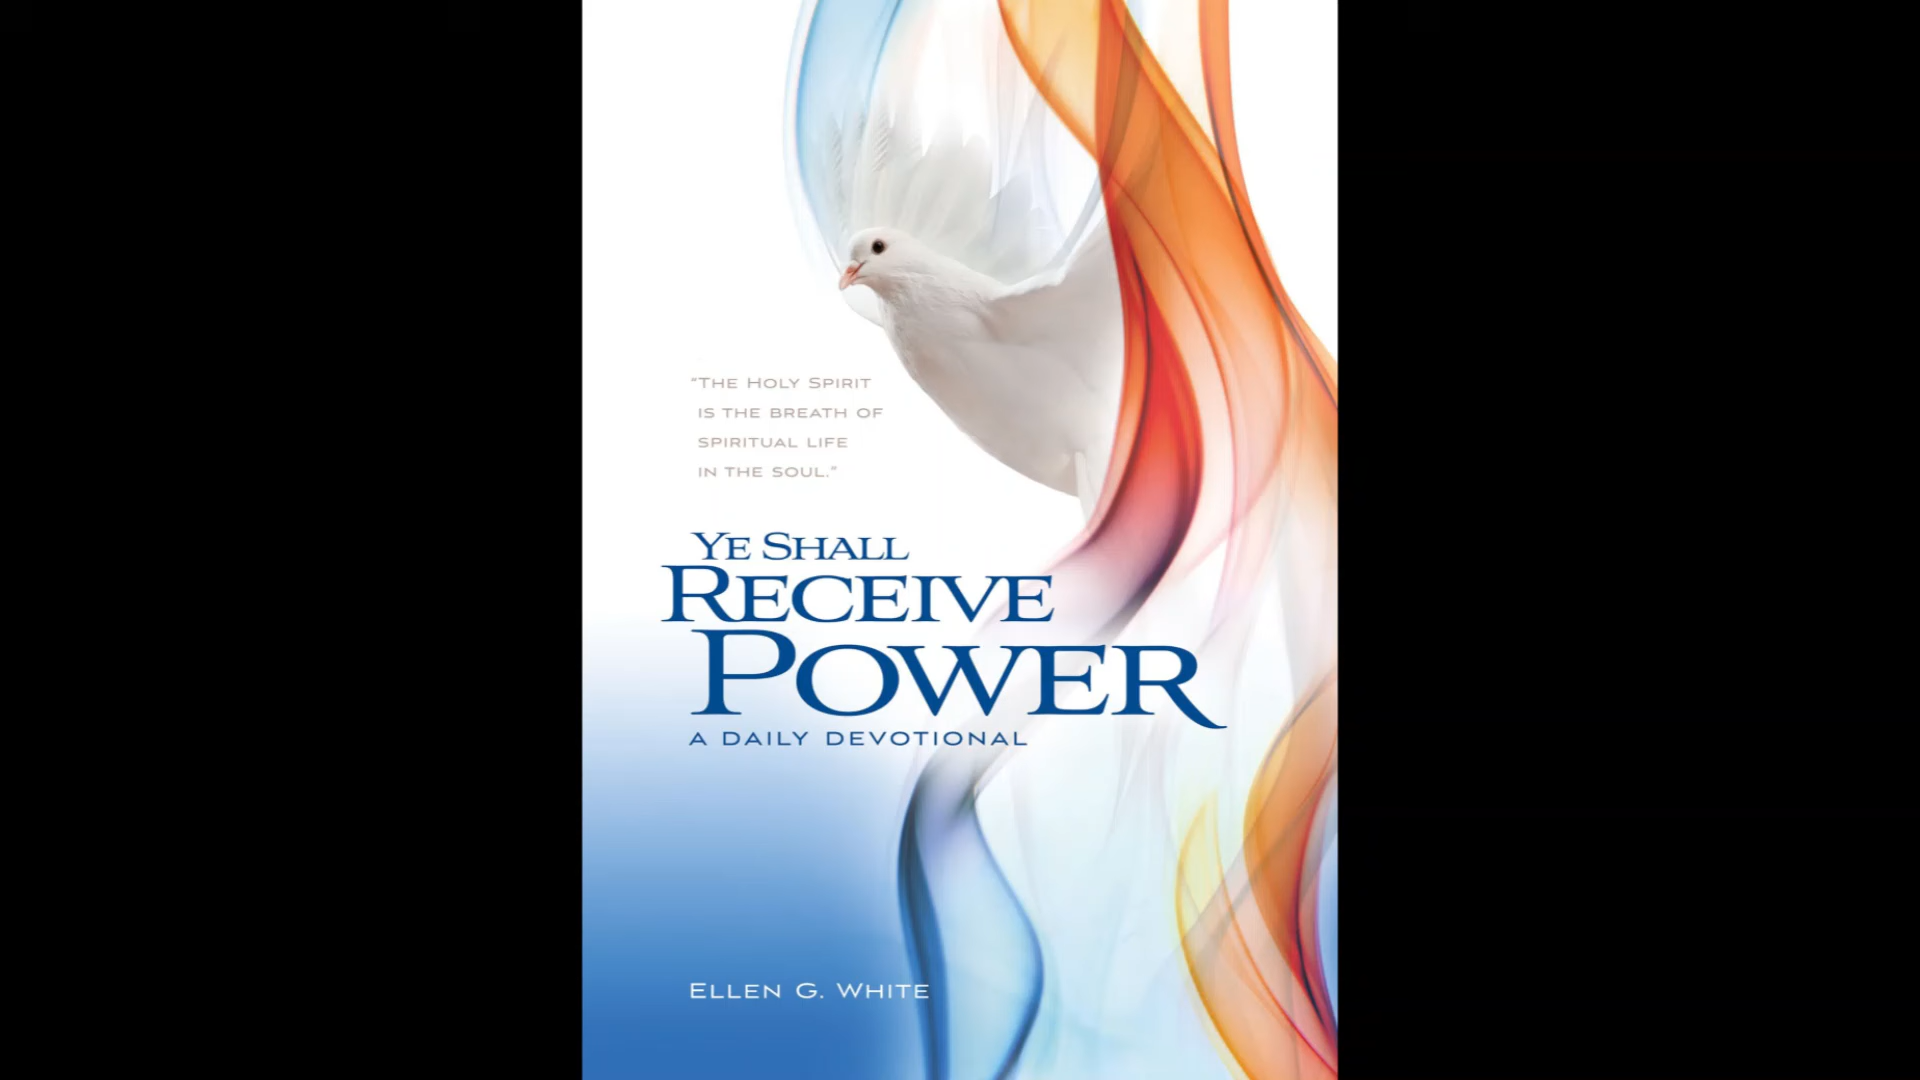 "THE HOLY SPIRIT
IS THE BREATH OF
SPIRITUAL LIFE
IN THE SOUL."
YE SHALL
RECEIVE
POWER
A DAILY DEVOTIONAL
ELLEN G. WHITE